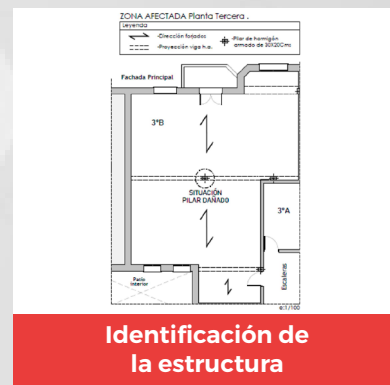 ZONA AFECTADA Planta Tercera .
Leyenda
-Dirección forjados
-Proyección viga h.a.
-Pilar de hormigón
armado de 30X20Cms
Fachada Principal
3ºB
SITUACIÓN
PILAR DAÑADO
3ºA
Patio
Interior
Escaleras
e:1/100
Identificación de
la estructura